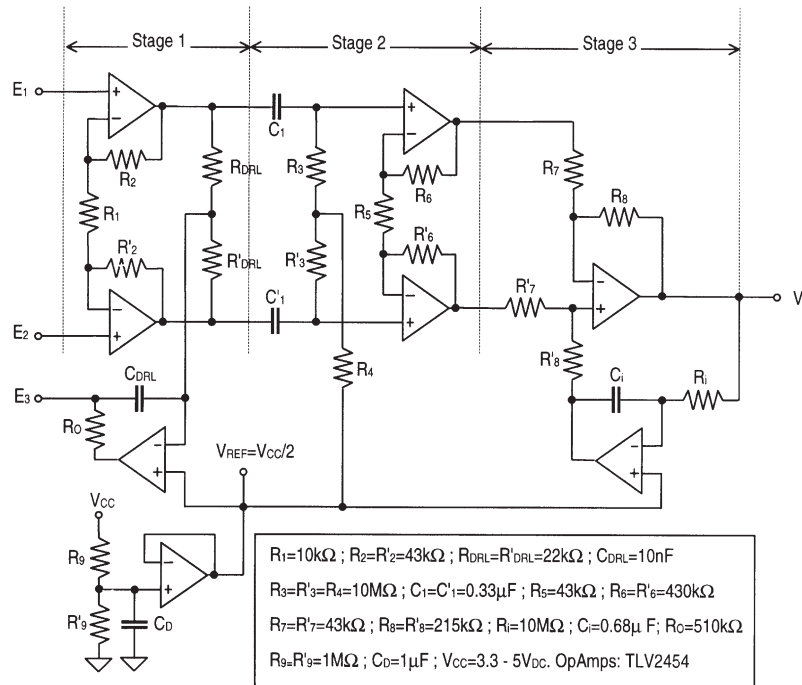 Stage 1
Stage 2
Stage 3
E1
C1
R2
RDRL
R3
R6
R7
R8
R1
R5
R'2
R'DRL
R'3
R'6
R'7
V
E2
C'1
R'8
Ci
Ri
E3
CDRL
R4
RO
VREF=VCC/2
VCC
R9
R'9
CD
R1=10kΩ ; R2=R'2=43kΩ ; RDRL=R'DRL=22kΩ ; CDRL=10nF
R3=R'3=R4=10MΩ ; C1=C'1=0.33μF ; R5=43kΩ ; R6=R'6=430kΩ
R7=R'7=43kΩ ; R8=R'8=215kΩ ; Ri=10MΩ ; Ci=0.68μ F; RO=510kΩ
R9=R'9=1MΩ ; CD=1μF ; VCC=3.3 - 5VDC. OpAmps: TLV2454